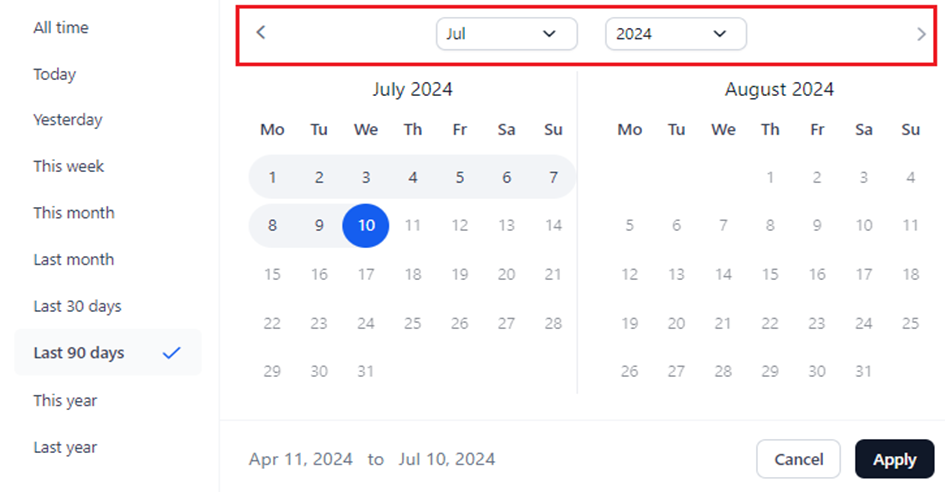 All time
Today
Yesterday
This week
This month
Last month
Last 30 days
Last 90 days
This year
Last year
Jul 2024
July 2024
Mo Tu We Th Fr Sa Su
1 2 3 4 5 6 7
8 9 10 11 12 13 14
15 16 17 18 19 20 21
22 23 24 25 26 27 28
29 30 31
August 2024
Mo Tu We Th Fr Sa Su
1 2 3 4
5 6 7 8 9 10 11
12 13 14 15 16 17 18
19 20 21 22 23 24 25
26 27 28 29 30 31
Apr 11, 2024 to Jul 10, 2024
Cancel Apply